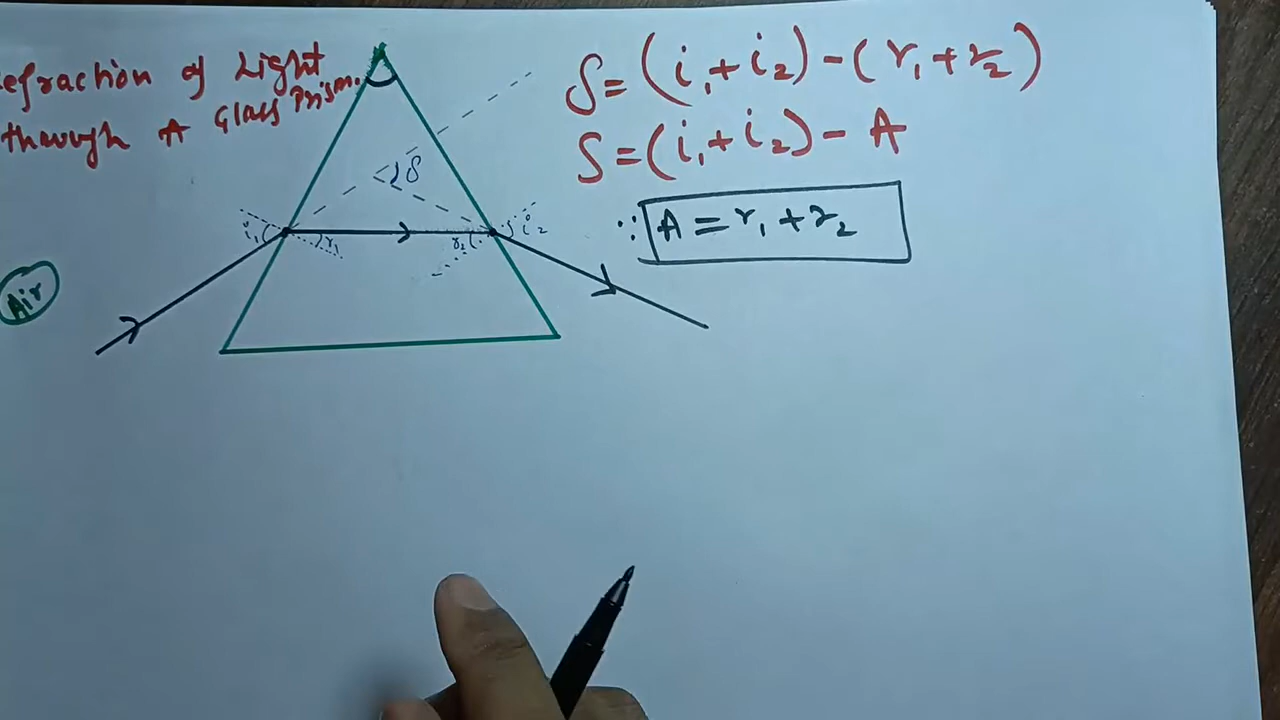 efraction of Light
through A Glass Prism.
δ = (i₁ + i₂) - (r₁ + r₂)
δ = (i₁ + i₂) - A
∵ A = r₁ + r₂
δ
i₁
r₁
r₂
i₂
Air